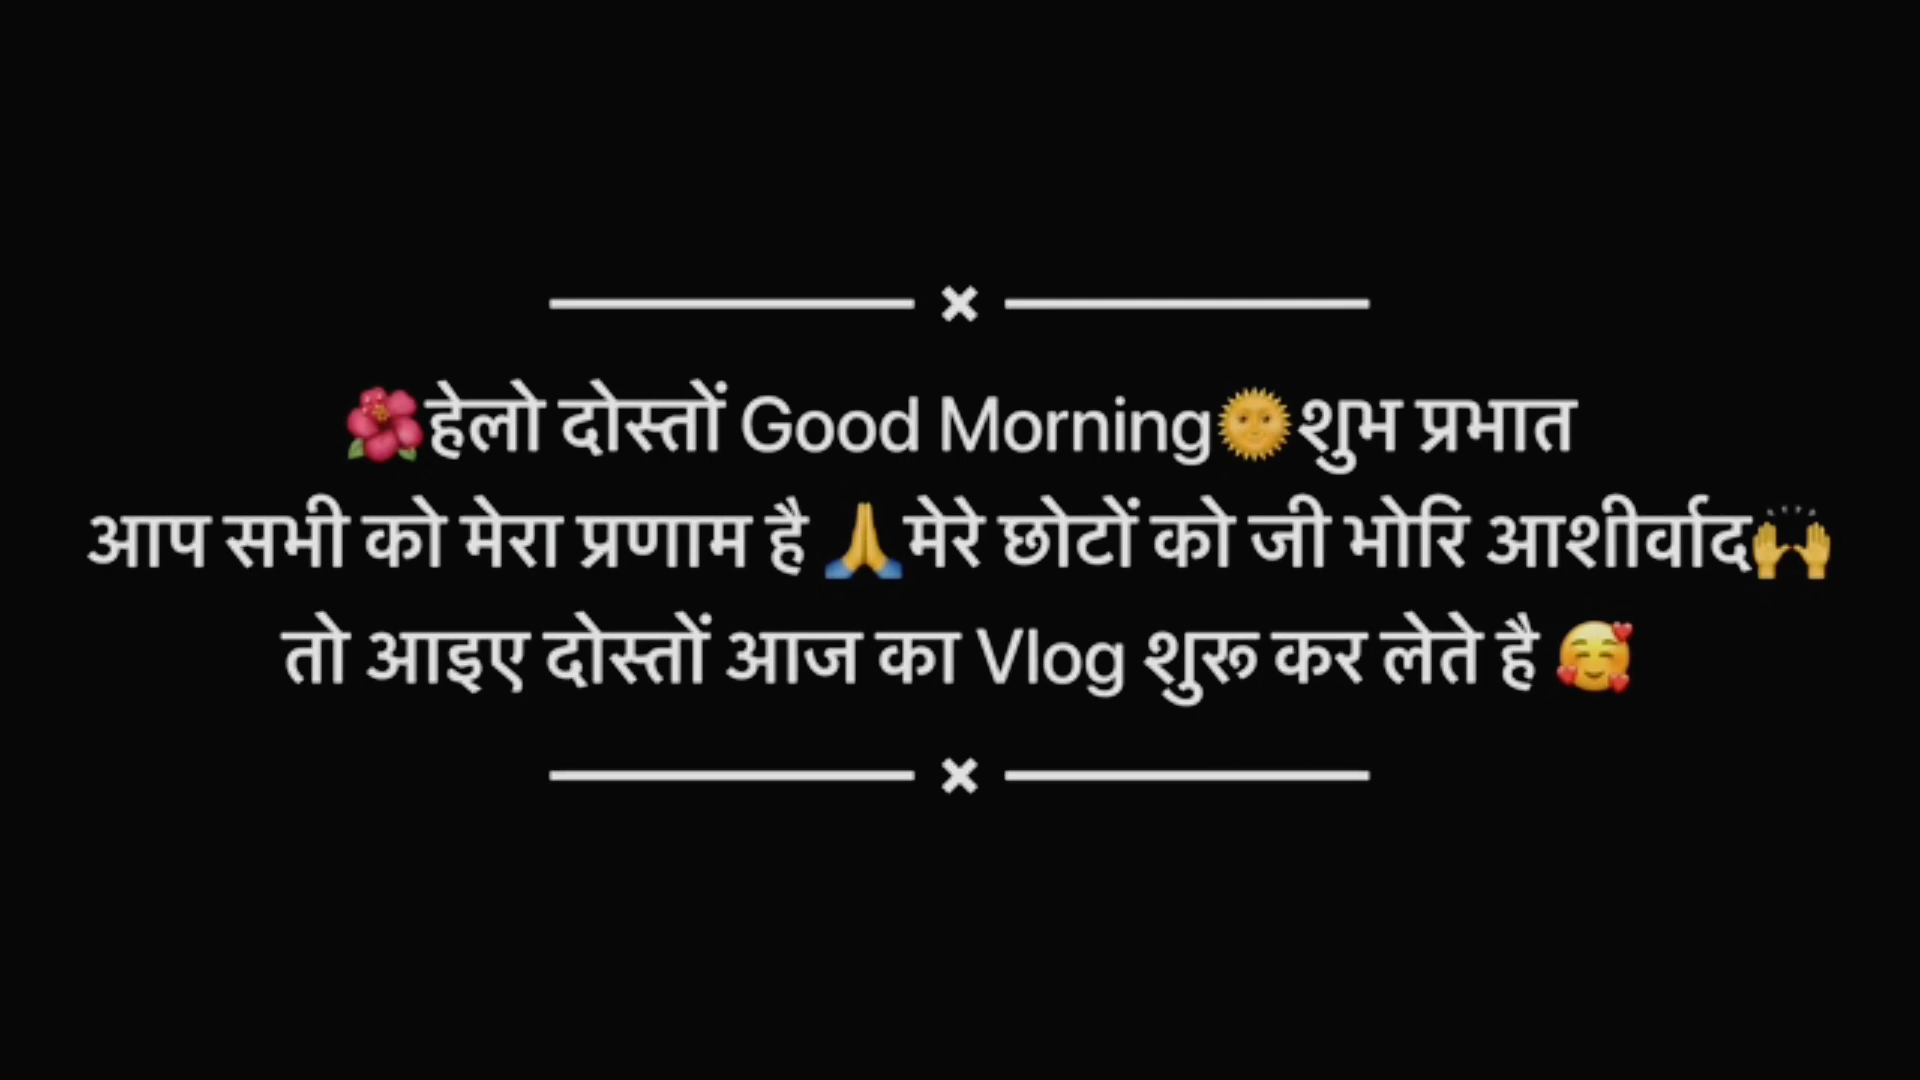 🌺हेलो दोस्तों Good Morning🌞शुभ प्रभात
आप सभी को मेरा प्रणाम है 🙏मेरे छोटों को जी भोरि आशीर्वाद🙌
तो आइए दोस्तों आज का Vlog शुरू कर लेते है 🥰